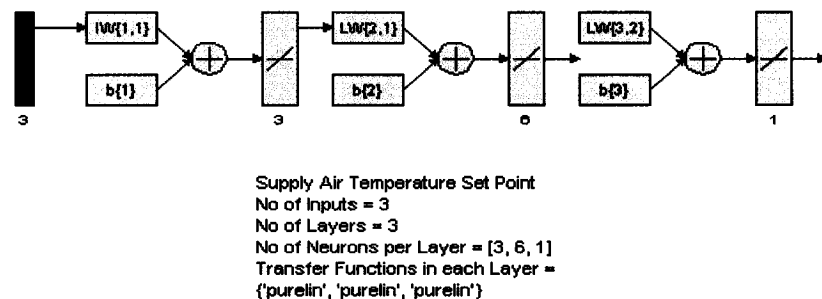 IW{1,1} LW{2,1} LW{3,2}
b{1} b{2} b{3}
3 3 6 1
Supply Air Temperature Set Point
No of Inputs = 3
No of Layers = 3
No of Neurons per Layer = [3, 6, 1]
Transfer Functions in each Layer =
{'purelin', 'purelin', 'purelin'}